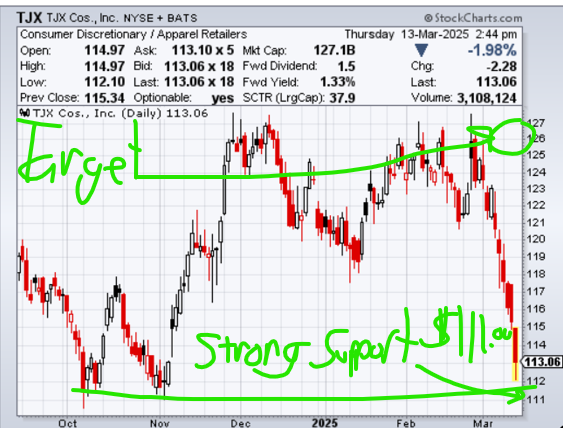 TJX TJX Cos., Inc. NYSE + BATS © StockCharts.com
Consumer Discretionary / Apparel Retailers Thursday 13-Mar-2025 2:44 pm
Open: 114.97 Ask: 113.10 x 5 Mkt Cap: 127.1B ▼ -1.98%
High: 114.97 Bid: 113.06 x 18 Fwd Dividend: 1.5 Chg: -2.28
Low: 112.10 Last: 113.06 x 18 Fwd Yield: 1.33% Last: 113.06
Prev Close: 115.34 Optionable: yes SCTR (LrgCap): 37.9 Volume: 3,108,124
TJX Cos., Inc. (Daily) 113.06
127
126
Target
125
124
123
122
121
120
119
118
117
116
115
Strong Support $111.00
114
113.06
112
111
Oct Nov Dec 2025 Feb Mar